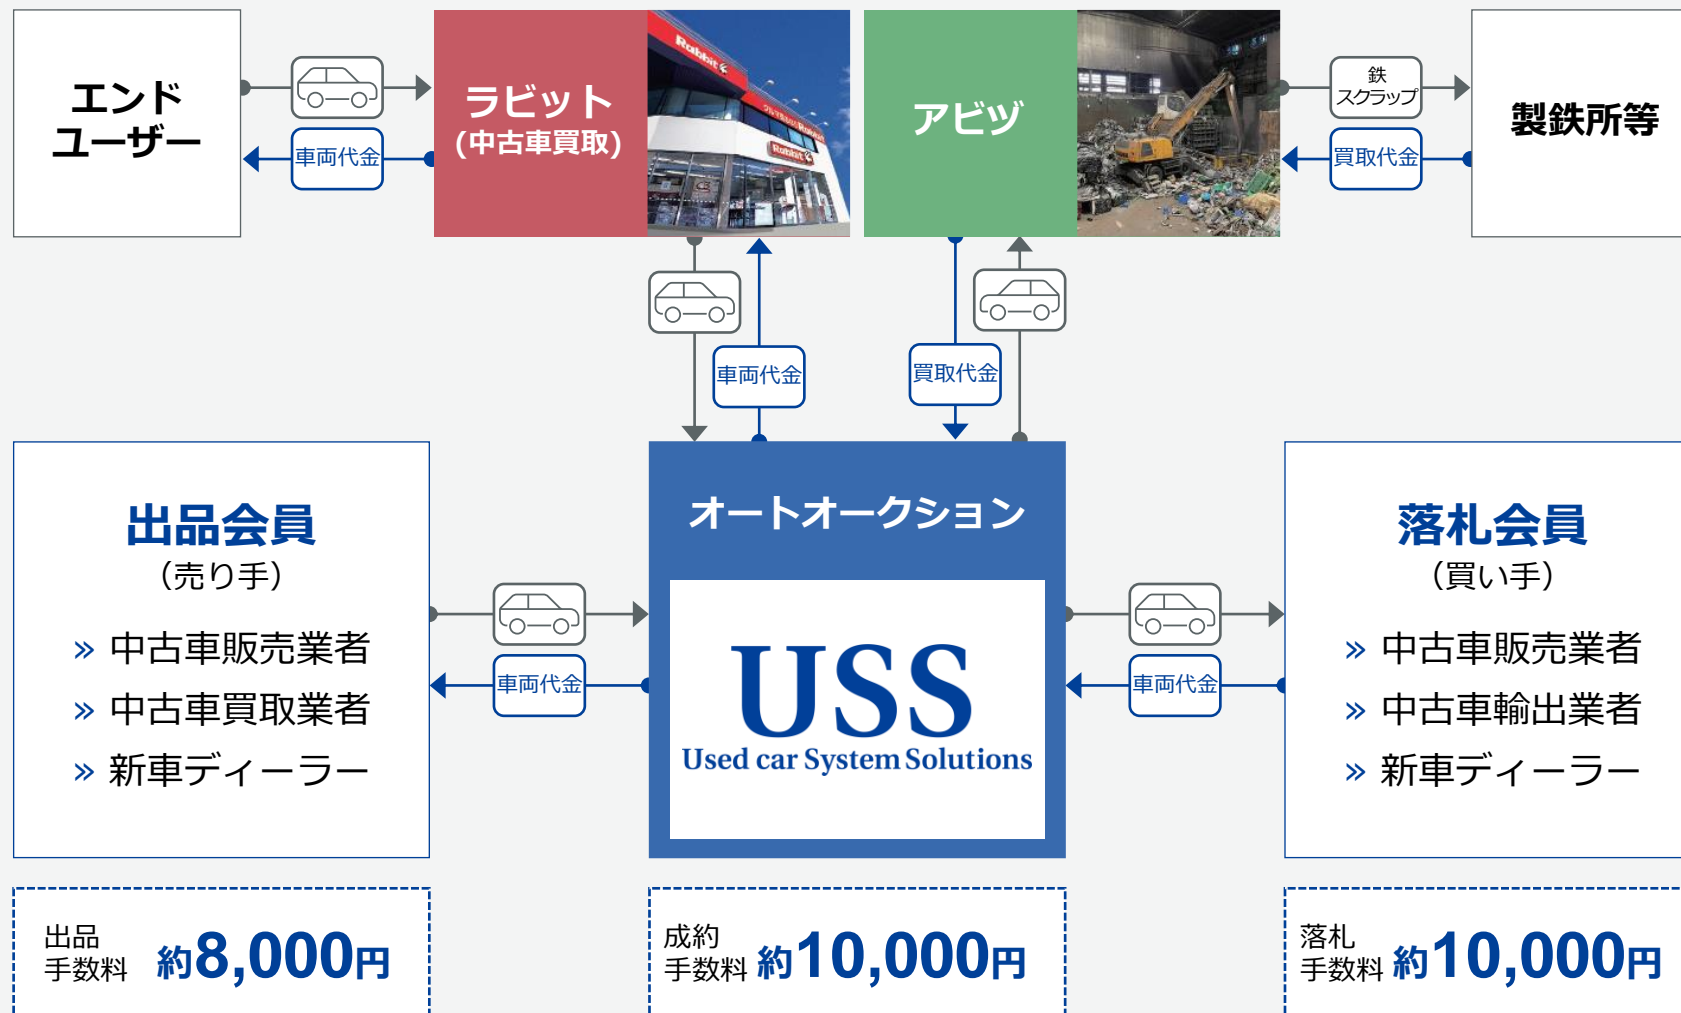 エンド
ユーザー
車両代金
ラビット
(中古車買取)
Rabbit
Rabbit
アビヅ
鉄
スクラップ
買取代金
製鉄所等
車両代金
買取代金
出品会員
（売り手）
» 中古車販売業者
» 中古車買取業者
» 新車ディーラー
車両代金
オートオークション
USS
Used car System Solutions
車両代金
落札会員
（買い手）
» 中古車販売業者
» 中古車輸出業者
» 新車ディーラー
出品
手数料
約8,000円
成約
手数料
約10,000円
落札
手数料
約10,000円